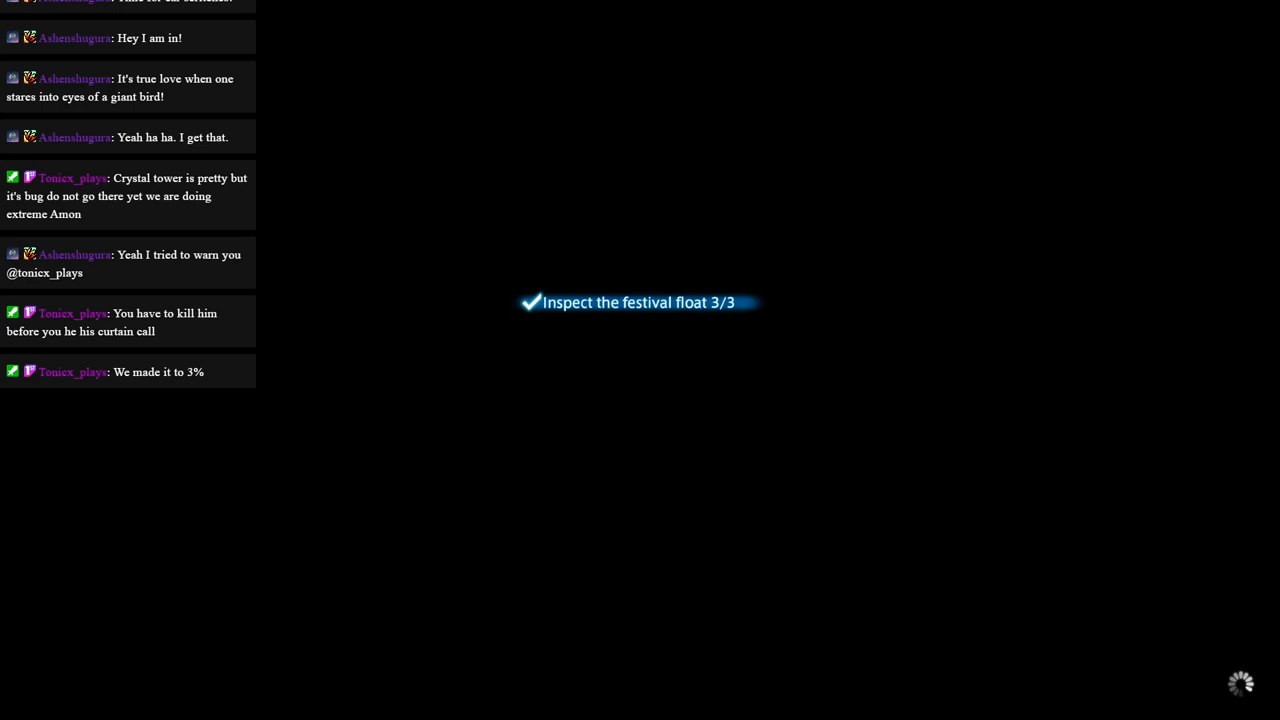 Ashenshugura: Hey I am in!
Ashenshugura: It's true love when one
stares into eyes of a giant bird!
Ashenshugura: Yeah ha ha. I get that.
Tonicx_plays: Crystal tower is pretty but
it's bug do not go there yet we are doing
extreme Amon
Ashenshugura: Yeah I tried to warn you
@tonicx_plays
Tonicx_plays: You have to kill him
before you he his curtain call
Tonicx_plays: We made it to 3%
Inspect the festival float 3/3